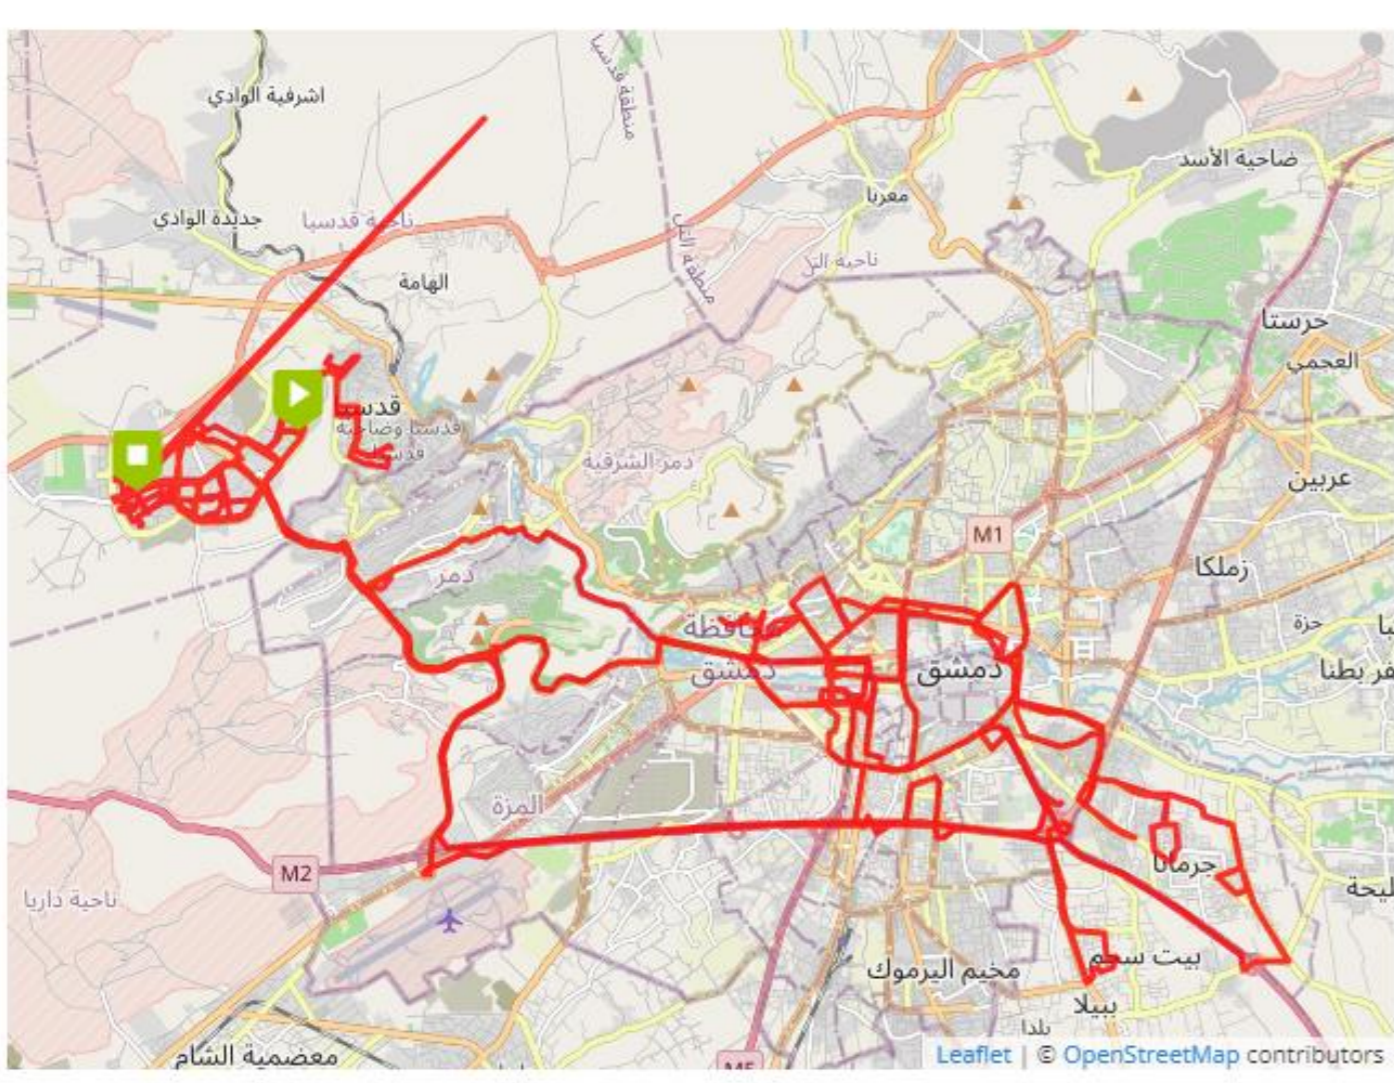 منطقة قدسيا
اشرفية الوادي
ضاحية الأسد
معربا
جديدة الوادي
ناحية قدسيا
منطقة التل
ناحية التل
الهامة
حرستا
العجمي
قدسيا
قدسيا وضاحية
قدسيا
دمر الشرقية
عربين
M1
زملكا
دمر
حزة
محافظة
دمشق
دمشق
المزة
جرمانا
M2
ناحية داريا
بيت سحم
مخيم اليرموك
ببيلا
بلدا
معضمية الشام
M5
Leaflet | © OpenStreetMap contributors